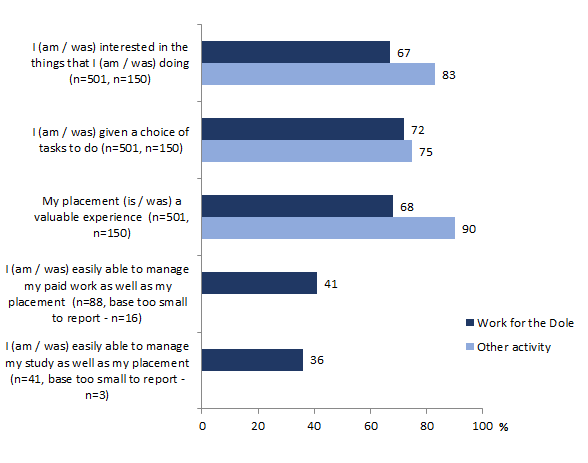 I (am / was) interested in the
things that I (am / was) doing
(n=501, n=150)
67
83
I (am / was) given a choice of
tasks to do (n=501, n=150)
72
75
My placement (is / was) a
valuable experience (n=501,
n=150)
68
90
I (am / was) easily able to manage
my paid work as well as my
placement (n=88, base too small
to report - n=16)
41
I (am / was) easily able to manage
my study as well as my placement
(n=41, base too small to report -
n=3)
36
Work for the Dole
Other activity
0 20 40 60 80 100 %